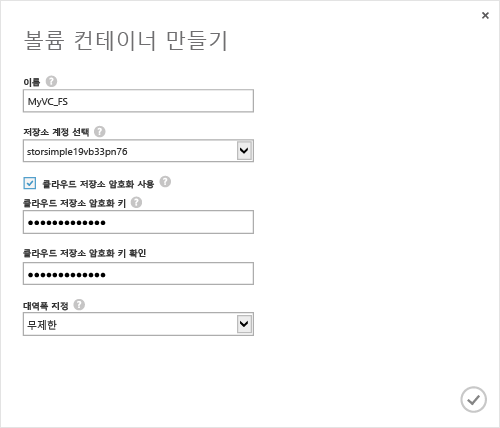 볼륨 컨테이너 만들기
이름 ?
MyVC_FS
저장소 계정 선택 ?
storsimple19vb33pn76
클라우드 저장소 암호화 사용 ?
클라우드 저장소 암호화 키 ?
●●●●●●●●●●●●●
클라우드 저장소 암호화 키 확인
●●●●●●●●●●●●●
대역폭 지정 ?
무제한